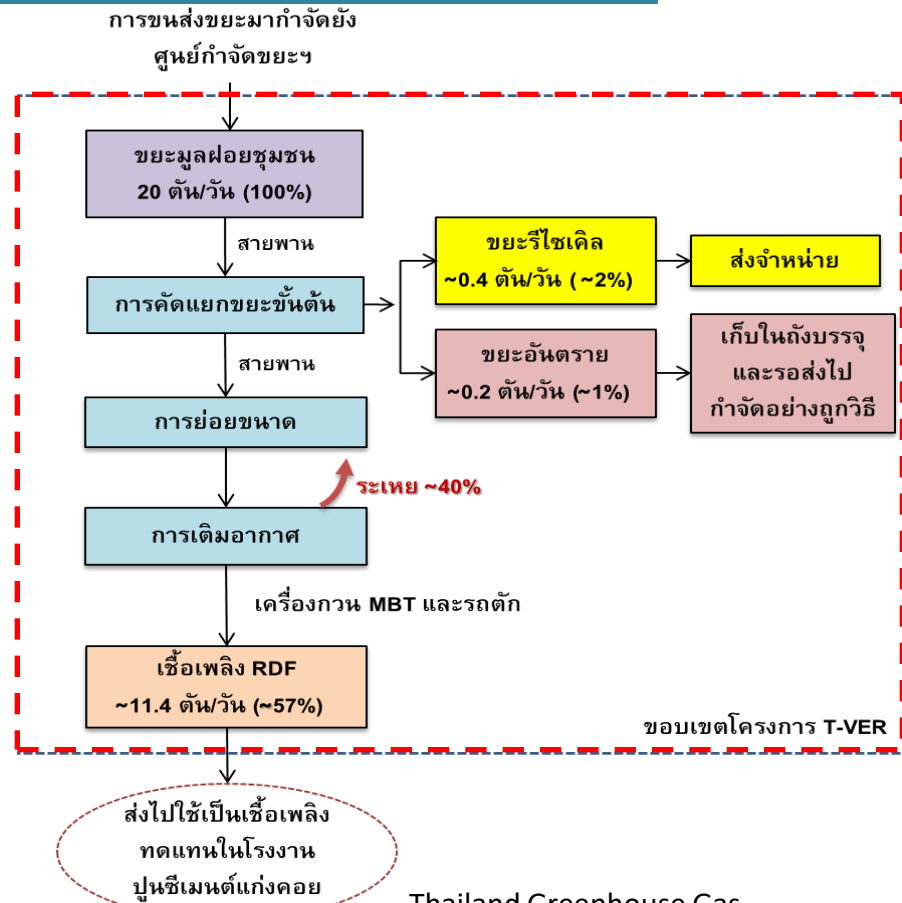 การขนส่งขยะมากำจัดยัง
ศูนย์กำจัดขยะฯ
ขยะมูลฝอยชุมชน
20 ตัน/วัน (100%)
สายพาน
การคัดแยกขยะขั้นต้น
ขยะรีไซเคิล
~0.4 ตัน/วัน (~2%)
ส่งจำหน่าย
ขยะอันตราย
~0.2 ตัน/วัน (~1%)
เก็บในถังบรรจุ
และรอส่งไป
กำจัดอย่างถูกวิธี
สายพาน
การย่อยขนาด
ระเหย ~40%
การเติมอากาศ
เครื่องกวน MBT และรถตัก
เชื้อเพลิง RDF
~11.4 ตัน/วัน (~57%)
ขอบเขตโครงการ T-VER
ส่งไปใช้เป็นเชื้อเพลิง
ทดแทนในโรงงาน
ปูนซีเมนต์แก่งคอย
Thailand Greenhouse Gas